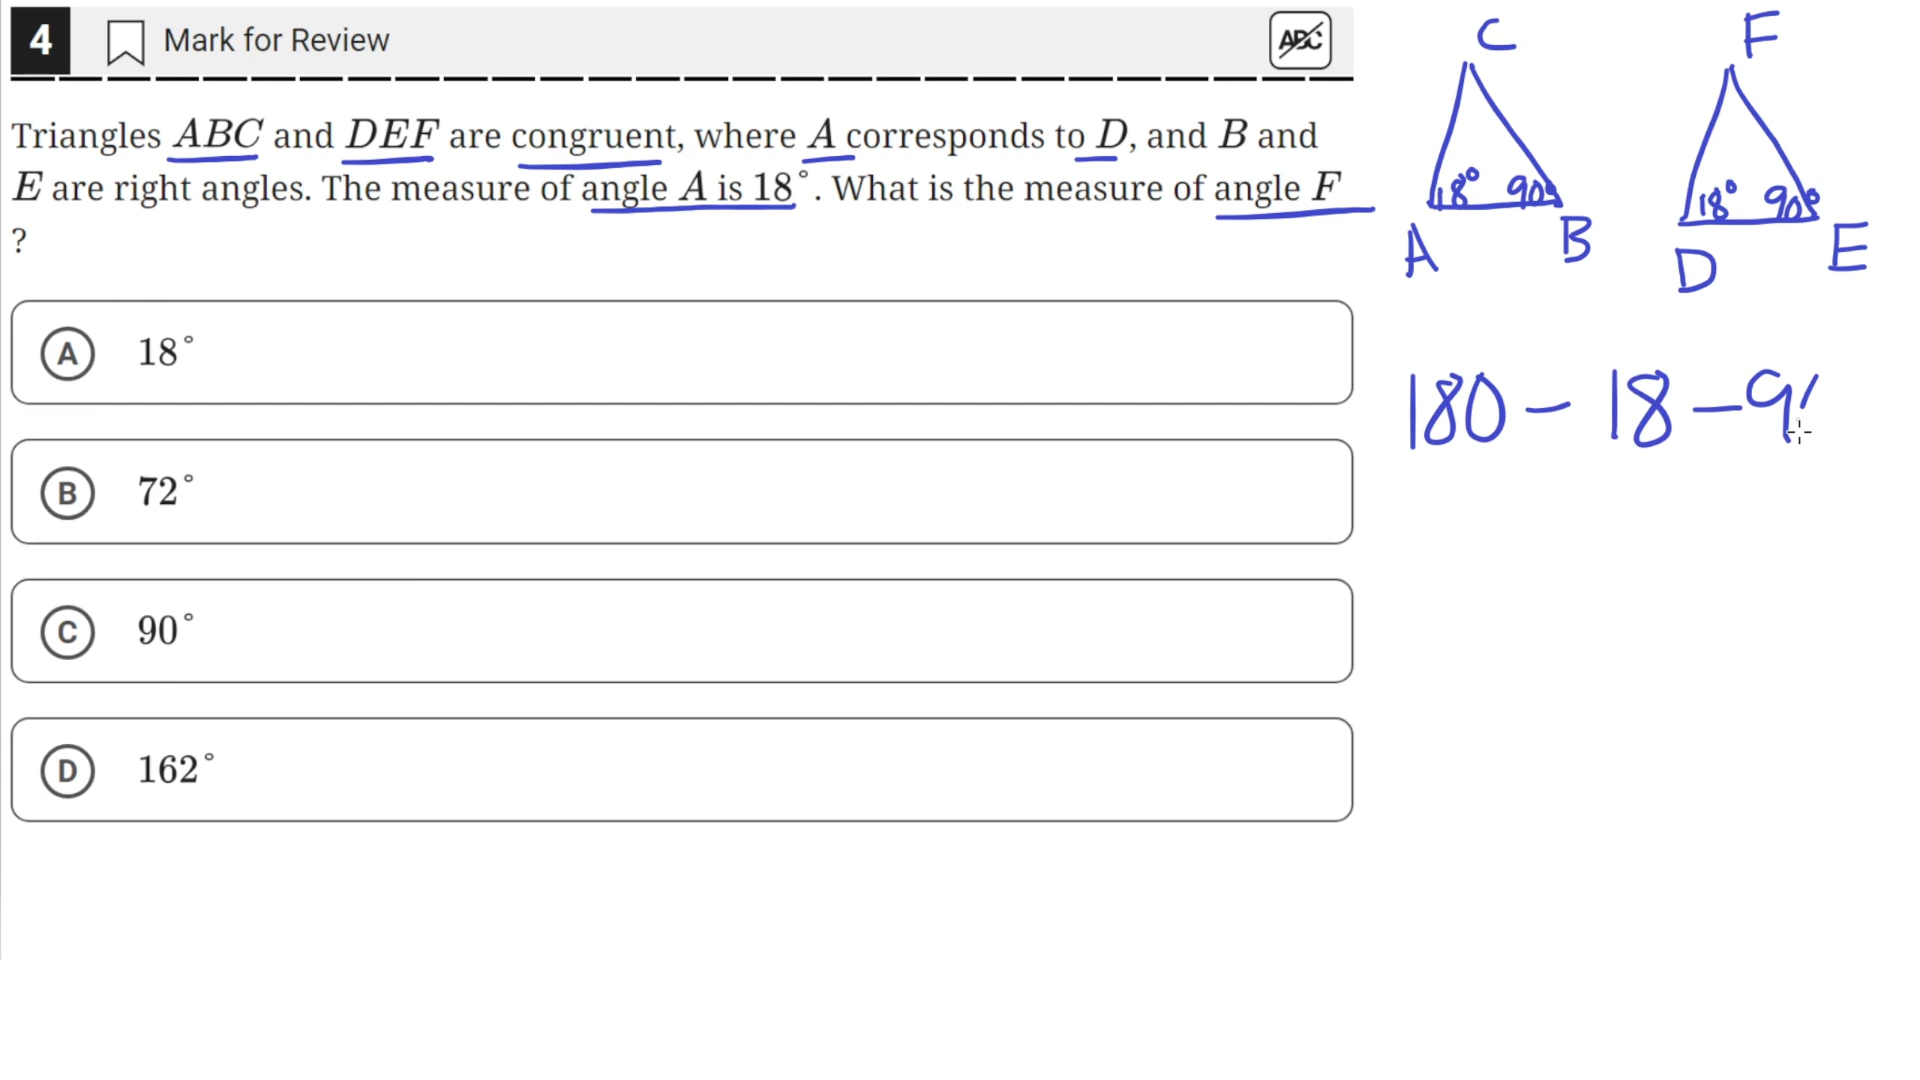 4 Mark for Review ABC
Triangles ABC and DEF are congruent, where A corresponds to D, and B and
E are right angles. The measure of angle A is 18°. What is the measure of angle F
?
A 18°
B 72°
C 90°
D 162°
C F
18° 90° 18° 90°
A B D E
180 - 18 - 9